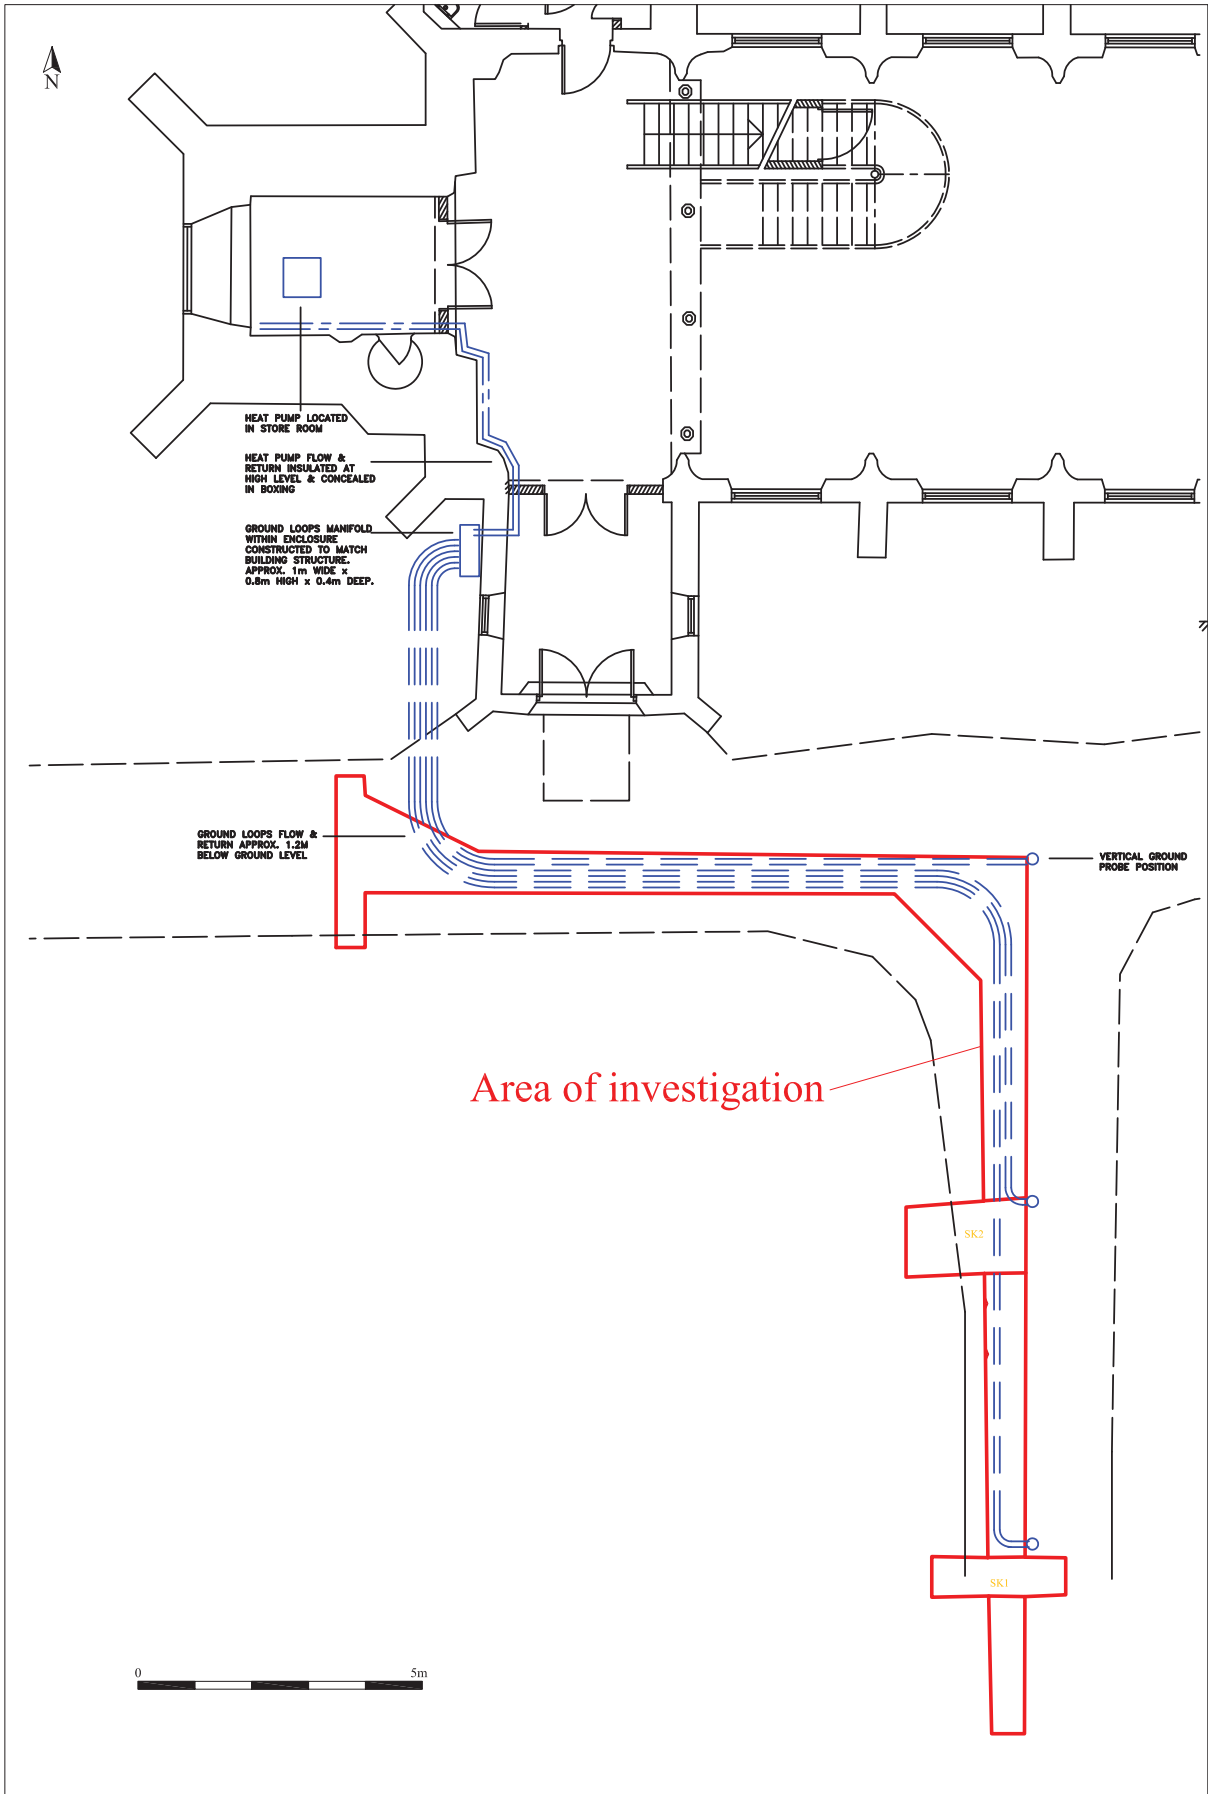 N
HEAT PUMP LOCATED
IN STORE ROOM
HEAT PUMP FLOW &
RETURN INSULATED AT
HIGH LEVEL & CONCEALED
IN BOXING
GROUND LOOPS MANIFOLD
WITHIN ENCLOSURE
CONSTRUCTED TO MATCH
BUILDING STRUCTURE.
APPROX. 1m WIDE x
0.8m HIGH x 0.4m DEEP.
GROUND LOOPS FLOW &
RETURN APPROX. 1.2M
BELOW GROUND LEVEL
VERTICAL GROUND
PROBE POSITION
Area of investigation
SK2
SK1
0 5m